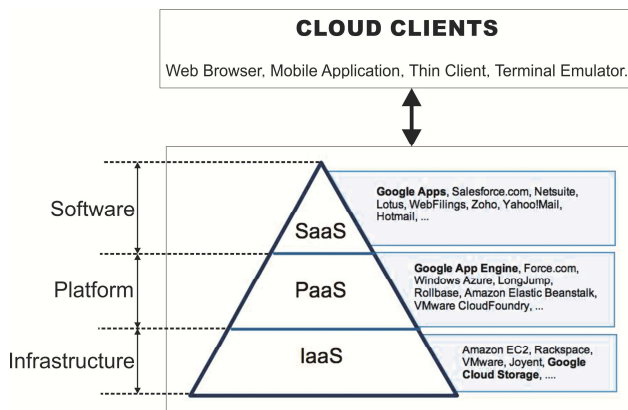 CLOUD CLIENTS
Web Browser, Mobile Application, Thin Client, Terminal Emulator.
Software
SaaS
Google Apps, Salesforce.com, Netsuite,
Lotus, WebFilings, Zoho, Yahoo!Mail,
Hotmail, ...
Platform
PaaS
Google App Engine, Force.com,
Windows Azure, LongJump,
Rollbase, Amazon Elastic Beanstalk,
VMware CloudFoundry, ...
Infrastructure
IaaS
Amazon EC2, Rackspace,
VMware, Joyent, Google
Cloud Storage, ....